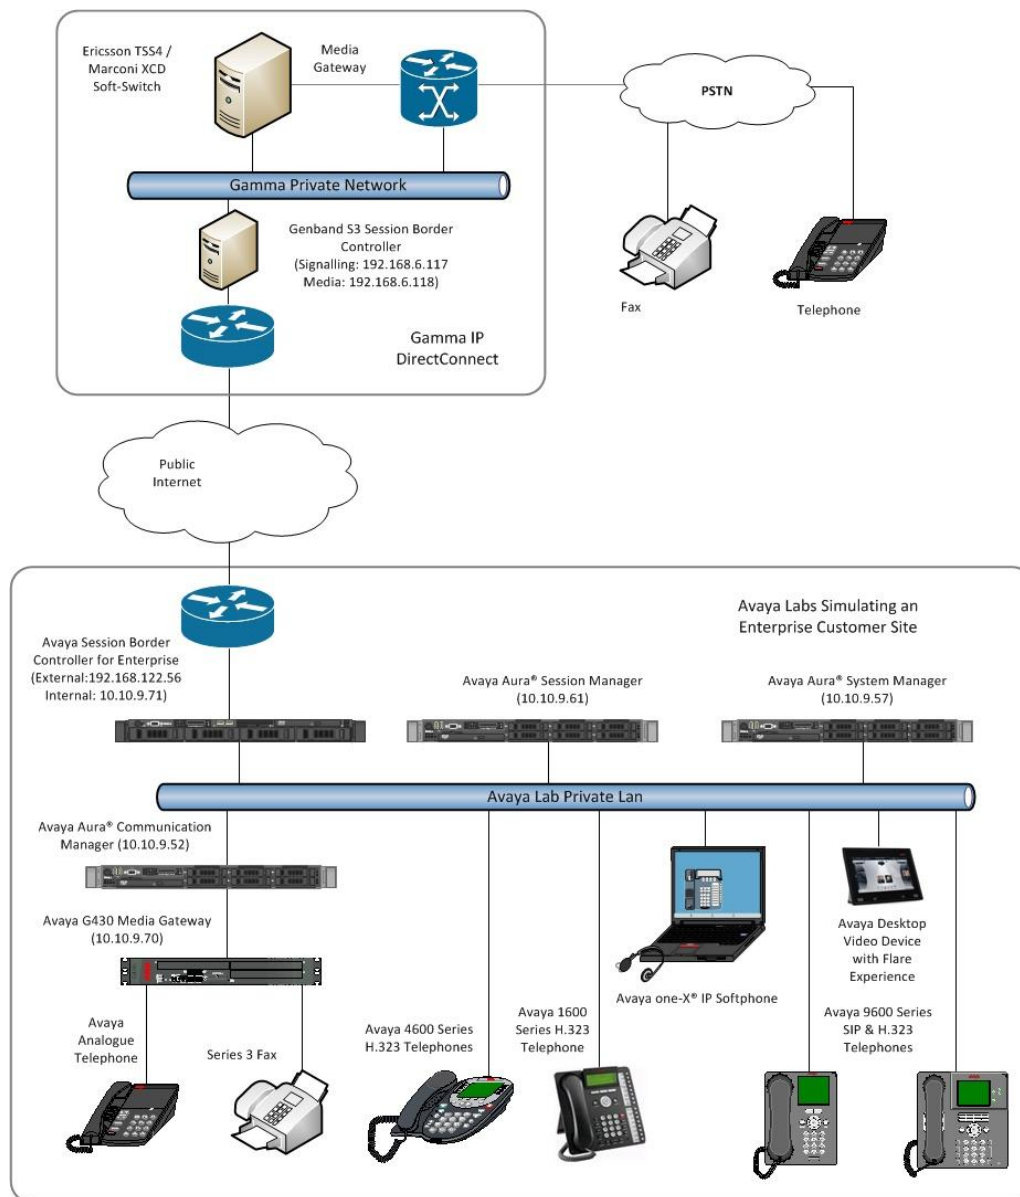 Ericsson TSS4 /
Marconi XCD
Soft-Switch
Media
Gateway
PSTN
Gamma Private Network
Genband S3 Session Border
Controller
(Signalling: 192.168.6.117
Media: 192.168.6.118)
Fax
Telephone
Gamma IP
DirectConnect
Public
Internet
Avaya Labs Simulating an
Enterprise Customer Site
Avaya Session Border
Controller for Enterprise
(External:192.168.122.56
Internal: 10.10.9.71)
Avaya Aura® Session Manager
(10.10.9.61)
Avaya Aura® System Manager
(10.10.9.57)
Avaya Lab Private Lan
Avaya Aura® Communication
Manager (10.10.9.52)
Avaya G430 Media Gateway
(10.10.9.70)
Avaya Desktop
Video Device
with Flare
Experience
Avaya one-X® IP Softphone
Avaya
Analogue
Telephone
Series 3 Fax
Avaya 4600 Series
H.323 Telephones
Avaya 1600
Series H.323
Telephone
Avaya 9600 Series
SIP & H.323
Telephones